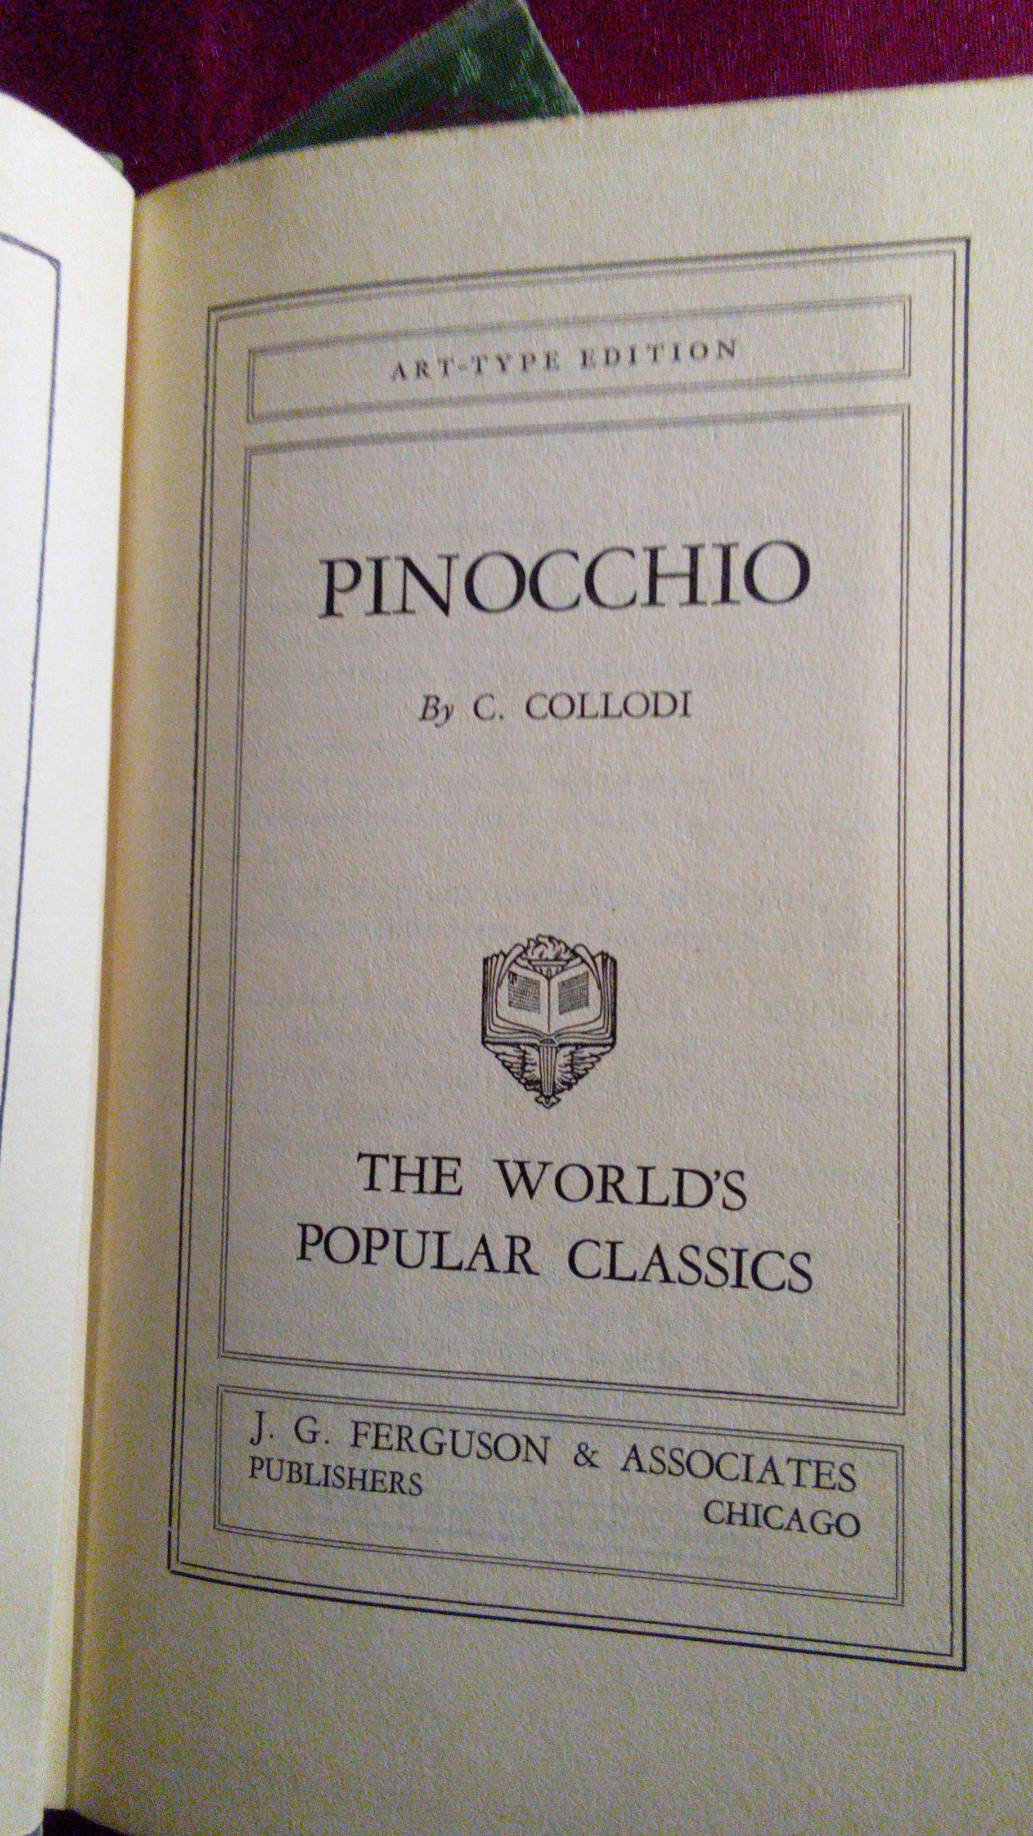 ART-TYPE EDITION
PINOCCHIO
By C. COLLODI
THE WORLD'S
POPULAR CLASSICS
J. G. FERGUSON & ASSOCIATES
PUBLISHERS
CHICAGO